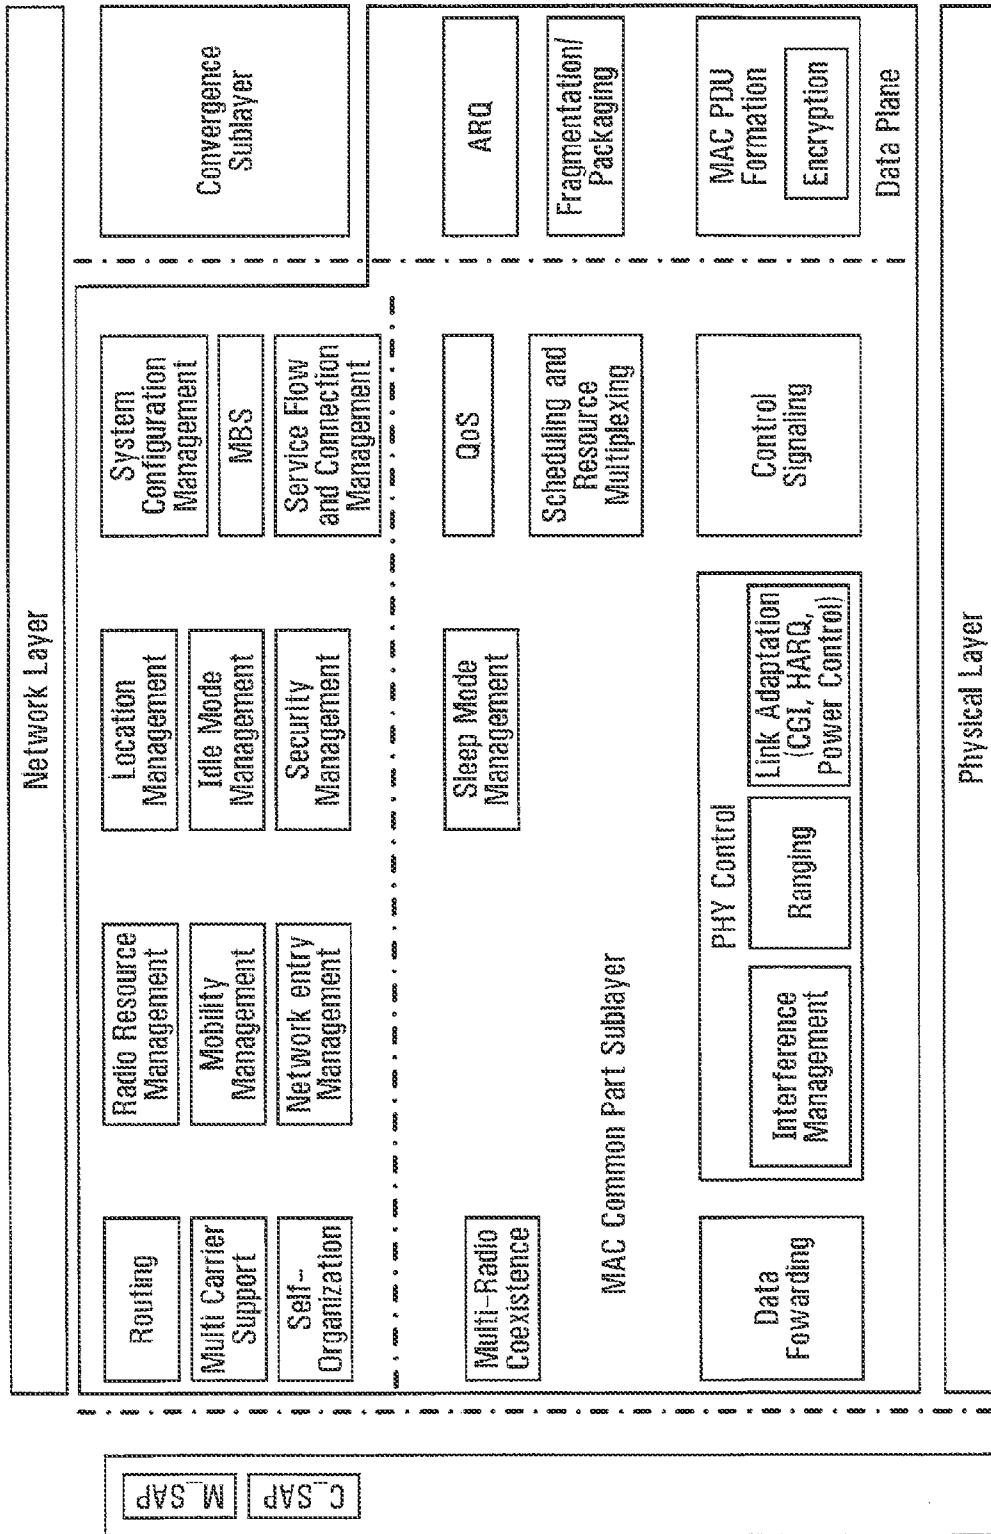 Network Layer
M_SAP
C_SAP
Routing
Multi Carrier
Support
Self-
Organization
Radio Resource
Management
Mobility
Management
Network entry
Management
Location
Management
Idle Mode
Management
Security
Management
System
Configuration
Management
MBS
Service Flow
and Connection
Management
Convergence
Sublayer
Multi-Radio
Coexistence
Sleep Mode
Management
QoS
Scheduling and
Resource
Multiplexing
ARQ
Fragmentation/
Packaging
MAC Common Part Sublayer
Data
Fowarding
PHY Control
Interference
Management
Ranging
Link Adaptation
(CGI, HARQ,
Power Control)
Control
Signaling
MAC PDU
Formation
Encryption
Data Plane
Physical Layer